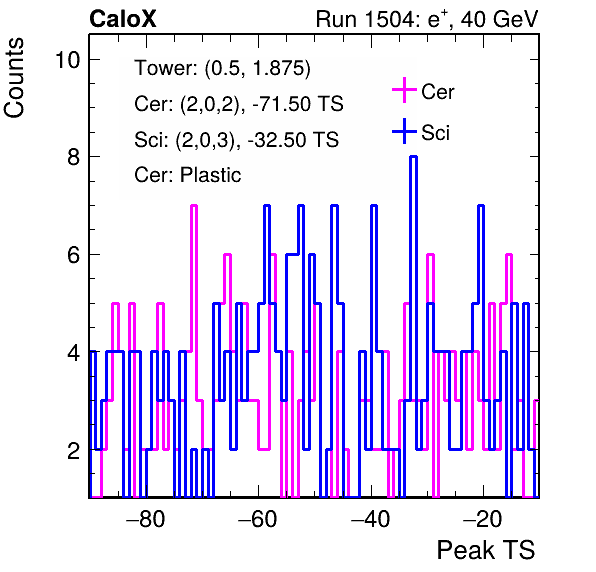 CaloX Run 1504: e⁺, 40 GeV
Counts
Tower: (0.5, 1.875)
Cer: (2,0,2), -71.50 TS
Sci: (2,0,3), -32.50 TS
Cer: Plastic
Cer
Sci
10
8
6
4
2
−80 −60 −40 −20
Peak TS